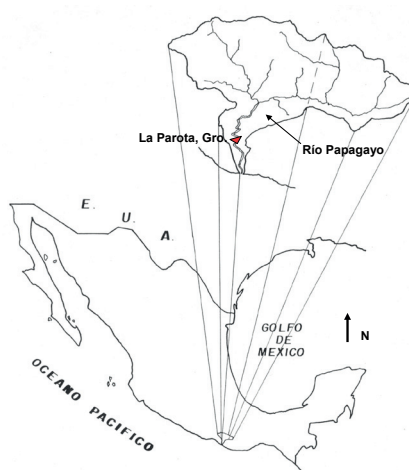 La Parota, Gro.
Río Papagayo
E. U. A.
GOLFO
DE
MEXICO
N
OCEANO PACIFICO